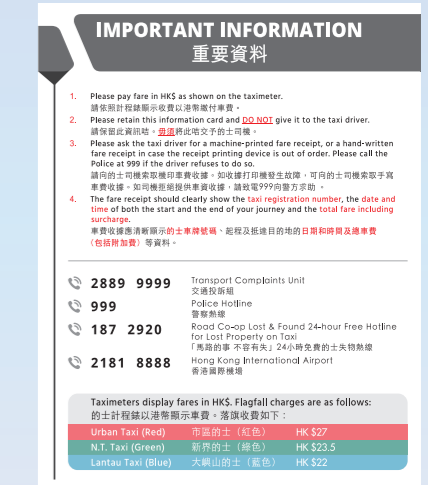 IMPORTANT INFORMATION
重要資料
1. Please pay fare in HK$ as shown on the taximeter.
請依照計程錶顯示收費以港幣繳付車費。
2. Please retain this information card and DO NOT give it to the taxi driver.
請保留此資訊咭。毋須將此咭交予的士司機。
3. Please ask the taxi driver for a machine-printed fare receipt, or a hand-written
fare receipt in case the receipt printing device is out of order. Please call the
Police at 999 if the driver refuses to do so.
請向的士司機索取機印車費收據。如收據打印機發生故障，可向的士司機索取手寫
車費收據。如司機拒絕提供車資收據，請致電999向警方求助 。
4. The fare receipt should clearly show the taxi registration number, the date and
time of both the start and the end of your journey and the total fare including
surcharge.
車費收據應清晰顯示的士車牌號碼、起程及抵達目的地的日期和時間及總車費
(包括附加費) 等資料。
2889 9999 Transport Complaints Unit
交通投訴組
999 Police Hotline
警察熱線
187 2920 Road Co-op Lost & Found 24-hour Free Hotline
for Lost Property on Taxi
「馬路的事 不容有失」24小時免費的士失物熱線
2181 8888 Hong Kong International Airport
香港國際機場
Taximeters display fares in HK$. Flagfall charges are as follows:
的士計程錶以港幣顯示車費。落旗收費如下：
Urban Taxi (Red) 市區的士（紅色） HK $27
N.T. Taxi (Green) 新界的士（綠色） HK $23.5
Lantau Taxi (Blue) 大嶼山的士（藍色） HK $22